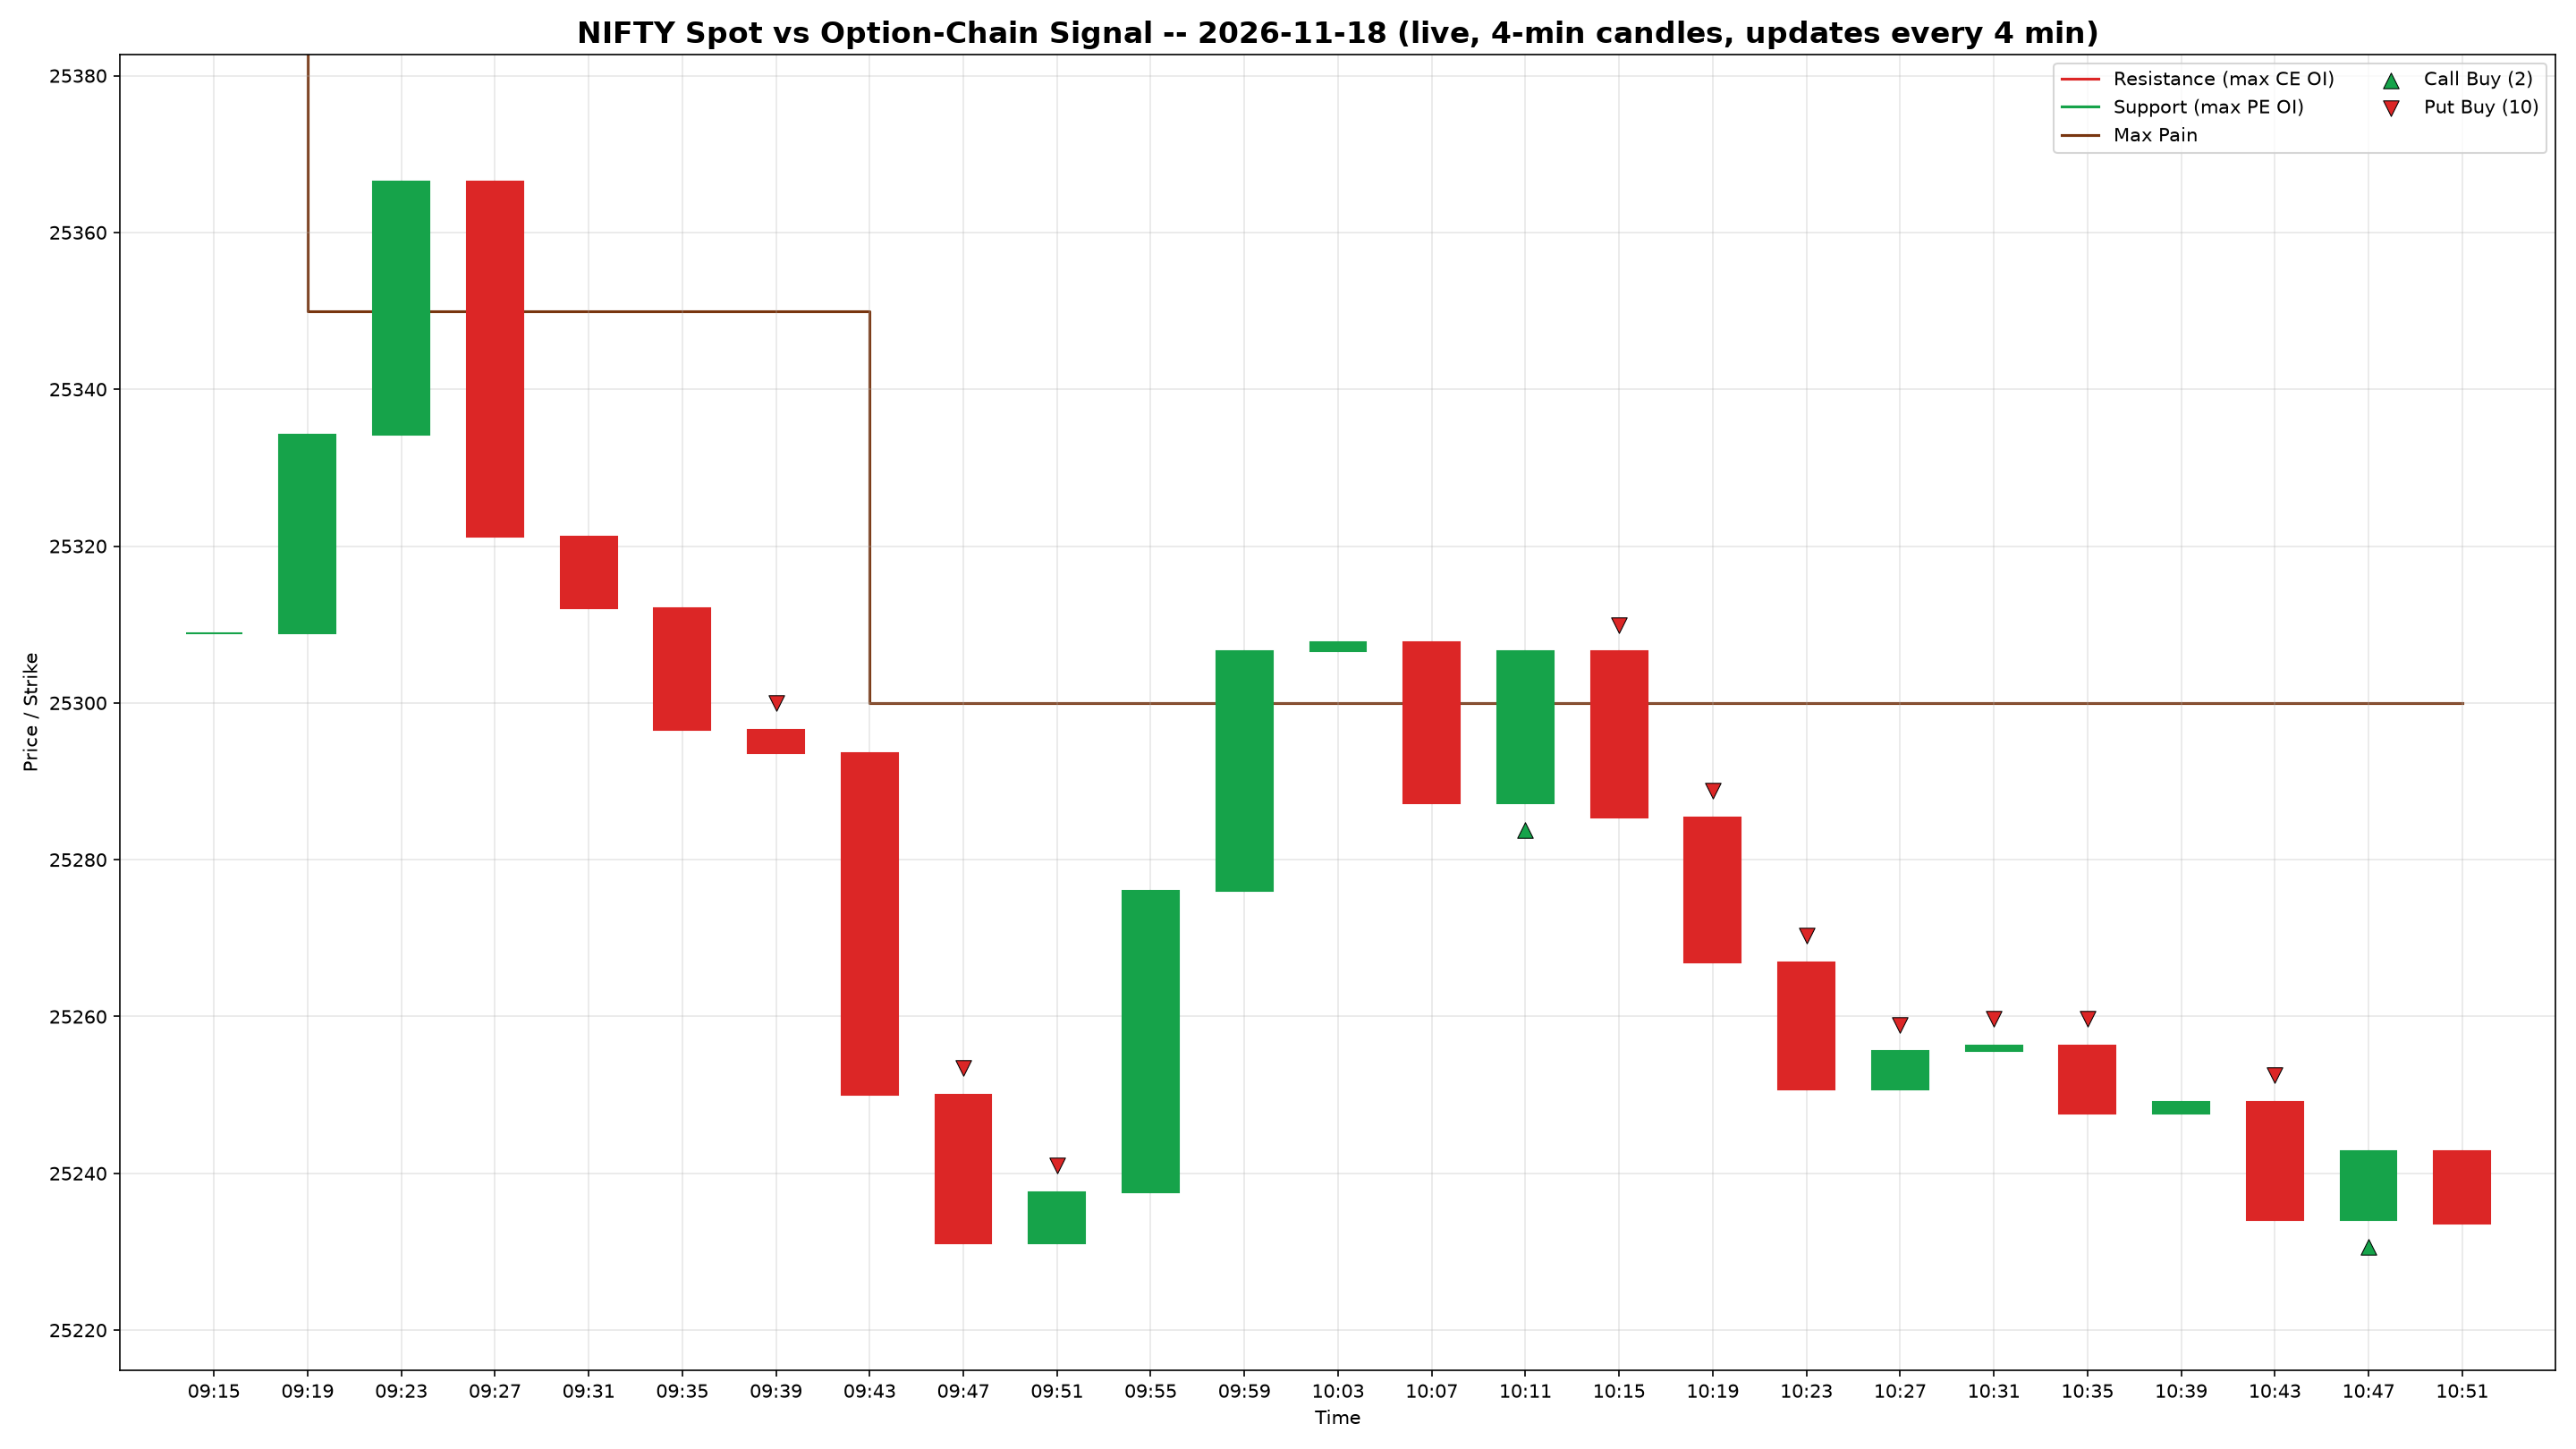 NIFTY Spot vs Option-Chain Signal -- 2026-11-18 (live, 4-min candles, updates every 4 min)
Resistance (max CE OI)
Support (max PE OI)
Max Pain
Call Buy (2)
Put Buy (10)
Price / Strike
25380
25360
25340
25320
25300
25280
25260
25240
25220
09:15 09:19 09:23 09:27 09:31 09:35 09:39 09:43 09:47 09:51 09:55 09:59 10:03 10:07 10:11 10:15 10:19 10:23 10:27 10:31 10:35 10:39 10:43 10:47 10:51
Time